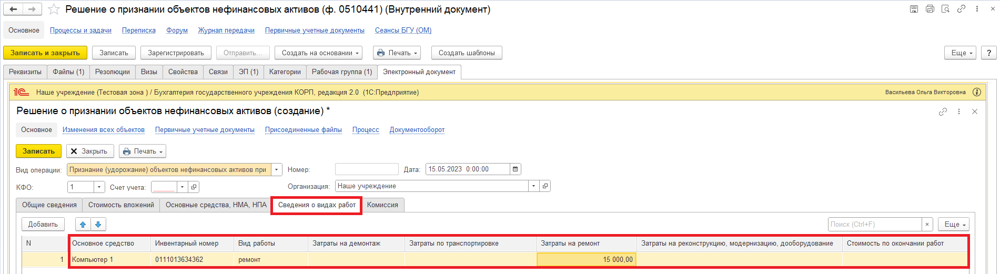 Решение о признании объектов нефинансовых активов (ф. 0510441) (Внутренний документ)
Основное Процессы и задачи Переписка Форум Журнал передачи Первичные учетные документы Сеансы БГУ (ОМ)
Записать и закрыть Записать Зарегистрировать Отправить... Создать на основании Печать Создать шаблоны Еще ?
Реквизиты Файлы (1) Резолюции Визы Свойства Связи ЭП (1) Категории Рабочая группа (1) Электронный документ
1С Наше учреждение (Тестовая зона ) / Бухгалтерия государственного учреждения КОРП, редакция 2.0 (1С:Предприятие) Васильева Ольга Викторовна
Решение о признании объектов нефинансовых активов (создание) *
Основное Изменения всех объектов Первичные учетные документы Присоединенные файлы Процесс Документооборот
Записать Закрыть Печать
Вид операции: Признание (удорожание) объектов нефинансовых активов при Номер: Дата: 15.05.2023 0:00:00
КФО: 1 Счет учета: Организация: Наше учреждение
Общие сведения Стоимость вложений Основные средства, НМА, НПА Сведения о видах работ Комиссия
Добавить Поиск (Ctrl+F) × Еще
N Основное средство Инвентарный номер Вид работы Затраты на демонтаж Затраты по транспортировке Затраты на ремонт Затраты на реконструкцию, модернизацию, дооборудование Стоимость по окончании работ
1 Компьютер 1 0111013634362 ремонт 15 000,00